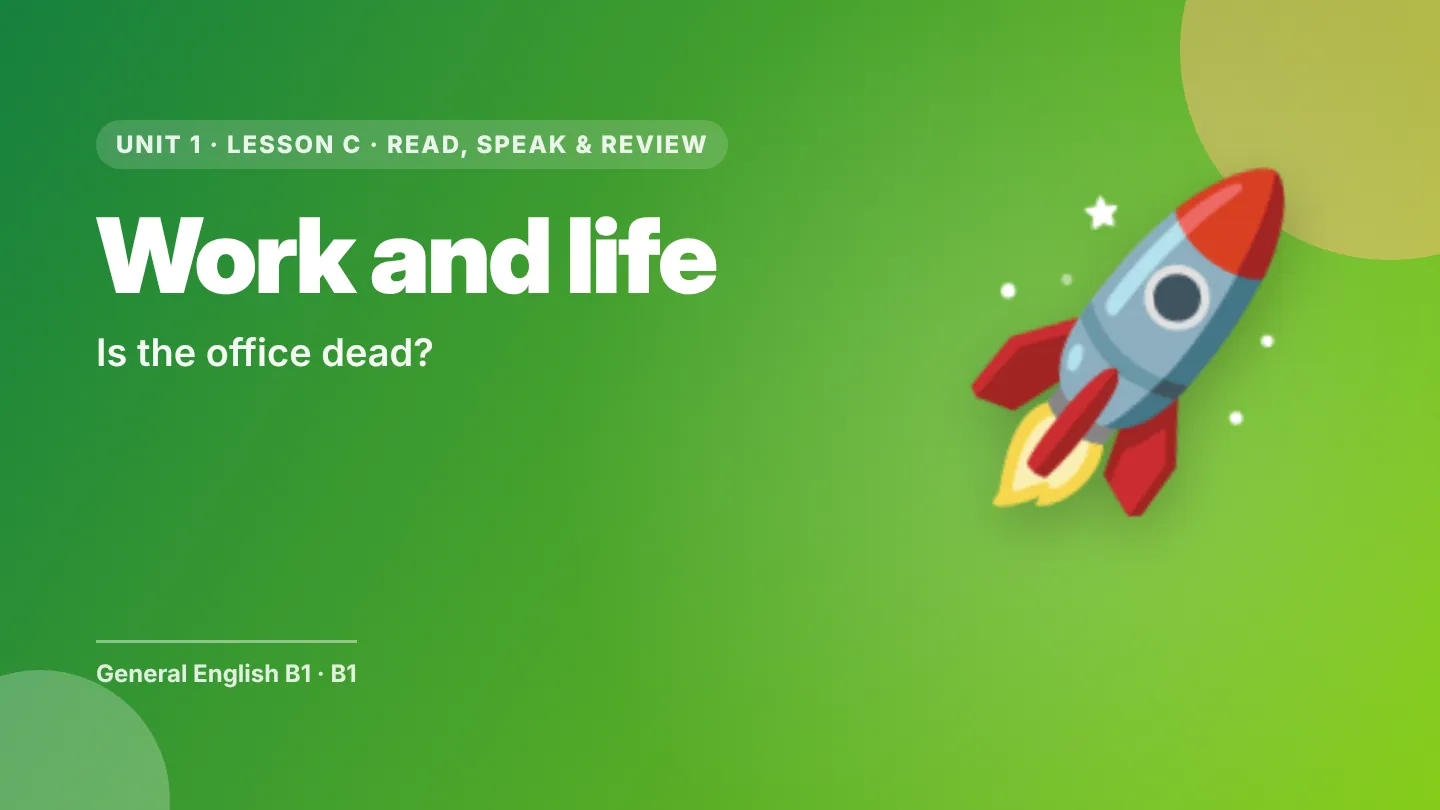 UNIT 1 · LESSON C · READ, SPEAK & REVIEW
Work and life
Is the office dead?
General English B1 · B1